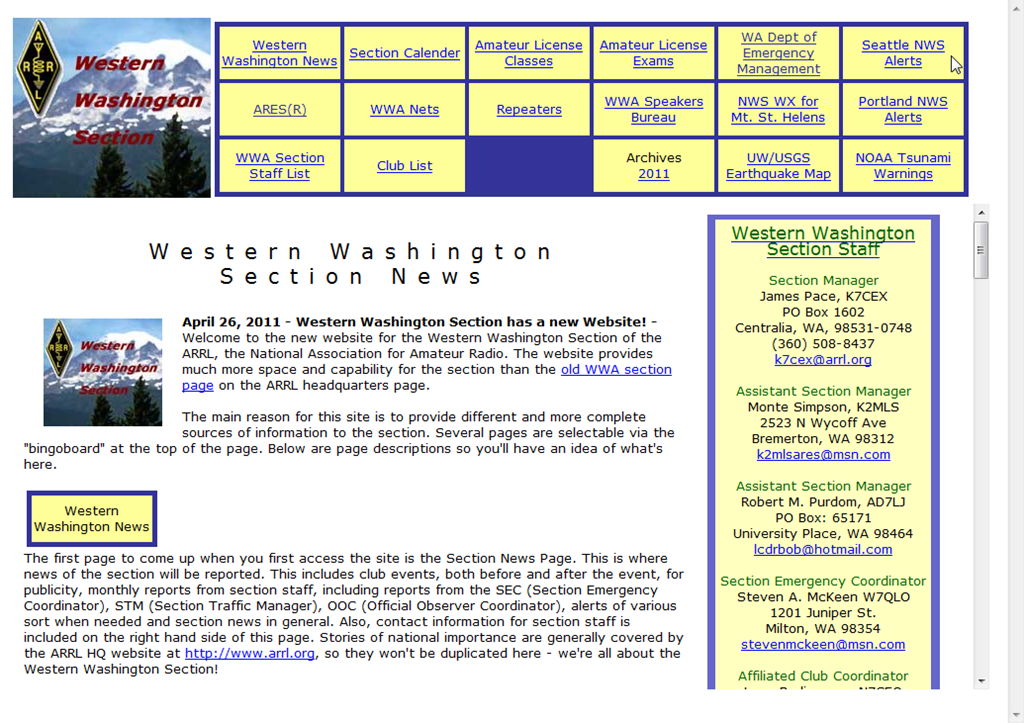 A
R R
L
Western
Washington
Section
Western
Washington News
Section Calender
Amateur License
Classes
Amateur License
Exams
WA Dept of
Emergency
Management
Seattle NWS
Alerts
ARES(R)
WWA Nets
Repeaters
WWA Speakers
Bureau
NWS WX for
Mt. St. Helens
Portland NWS
Alerts
WWA Section
Staff List
Club List
Archives
2011
UW/USGS
Earthquake Map
NOAA Tsunami
Warnings
Western Washington
Section News
Western
Washington
Section
April 26, 2011 - Western Washington Section has a new Website! -
Welcome to the new website for the Western Washington Section of the
ARRL, the National Association for Amateur Radio. The website provides
much more space and capability for the section than the old WWA section
page on the ARRL headquarters page.
The main reason for this site is to provide different and more complete
sources of information to the section. Several pages are selectable via the
"bingoboard" at the top of the page. Below are page descriptions so you'll have an idea of what's
here.
Western
Washington News
The first page to come up when you first access the site is the Section News Page. This is where
news of the section will be reported. This includes club events, both before and after the event, for
publicity, monthly reports from section staff, including reports from the SEC (Section Emergency
Coordinator), STM (Section Traffic Manager), OOC (Official Observer Coordinator), alerts of various
sort when needed and section news in general. Also, contact information for section staff is
included on the right hand side of this page. Stories of national importance are generally covered by
the ARRL HQ website at http://www.arrl.org, so they won't be duplicated here - we're all about the
Western Washington Section!
Western Washington
Section Staff
Section Manager
James Pace, K7CEX
PO Box 1602
Centralia, WA, 98531-0748
(360) 508-8437
k7cex@arrl.org
Assistant Section Manager
Monte Simpson, K2MLS
2523 N Wycoff Ave
Bremerton, WA 98312
k2mlsares@msn.com
Assistant Section Manager
Robert M. Purdom, AD7LJ
PO Box: 65171
University Place, WA 98464
lcdrbob@hotmail.com
Section Emergency Coordinator
Steven A. McKeen W7QLO
1201 Juniper St.
Milton, WA 98354
stevenmckeen@msn.com
Affiliated Club Coordinator